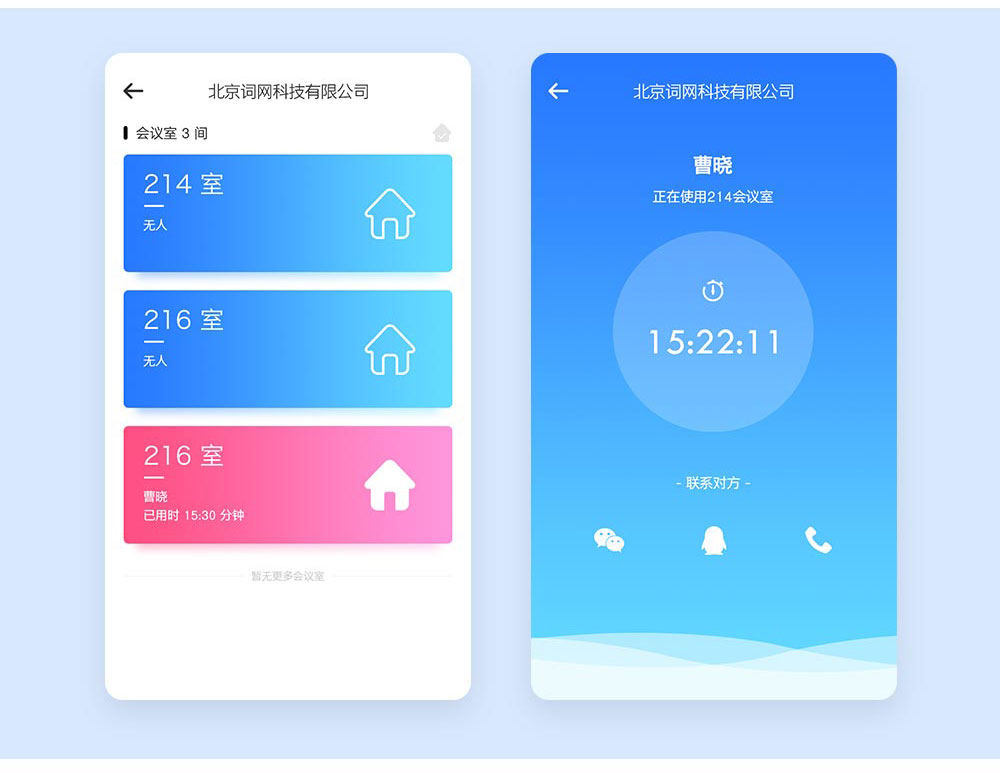 北京词网科技有限公司
会议室 3 间
214 室
无人
216 室
无人
216 室
曹晓
已用时 15:30 分钟
暂无更多会议室
北京词网科技有限公司
曹晓
正在使用214会议室
15:22:11
- 联系对方 -